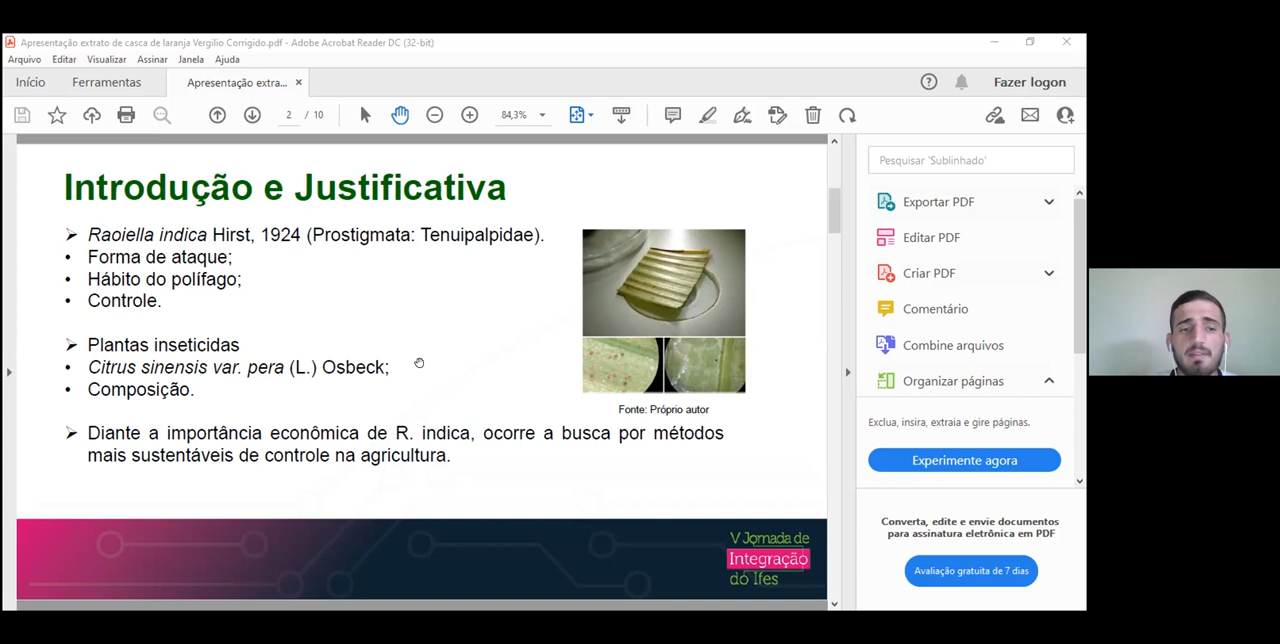 Apresentação extrato de casca de laranja Vergilio Corrigido.pdf - Adobe Acrobat Reader DC (32-bit)
Arquivo Editar Visualizar Assinar Janela Ajuda
Início Ferramentas Apresentação extra... × Fazer logon
2 / 10 84,3%
Introdução e Justificativa
➢ Raoiella indica Hirst, 1924 (Prostigmata: Tenuipalpidae).
• Forma de ataque;
• Hábito do polífago;
• Controle.
➢ Plantas inseticidas
• Citrus sinensis var. pera (L.) Osbeck;
• Composição.
Fonte: Próprio autor
➢ Diante a importância econômica de R. indica, ocorre a busca por métodos
mais sustentáveis de controle na agricultura.
V Jornada de
Integração
do Ifes
Pesquisar 'Sublinhado'
Exportar PDF
Editar PDF
Criar PDF
Comentário
Combine arquivos
Organizar páginas
Exclua, insira, extraia e gire páginas.
Experimente agora
Converta, edite e envie documentos
para assinatura eletrônica em PDF
Avaliação gratuita de 7 dias